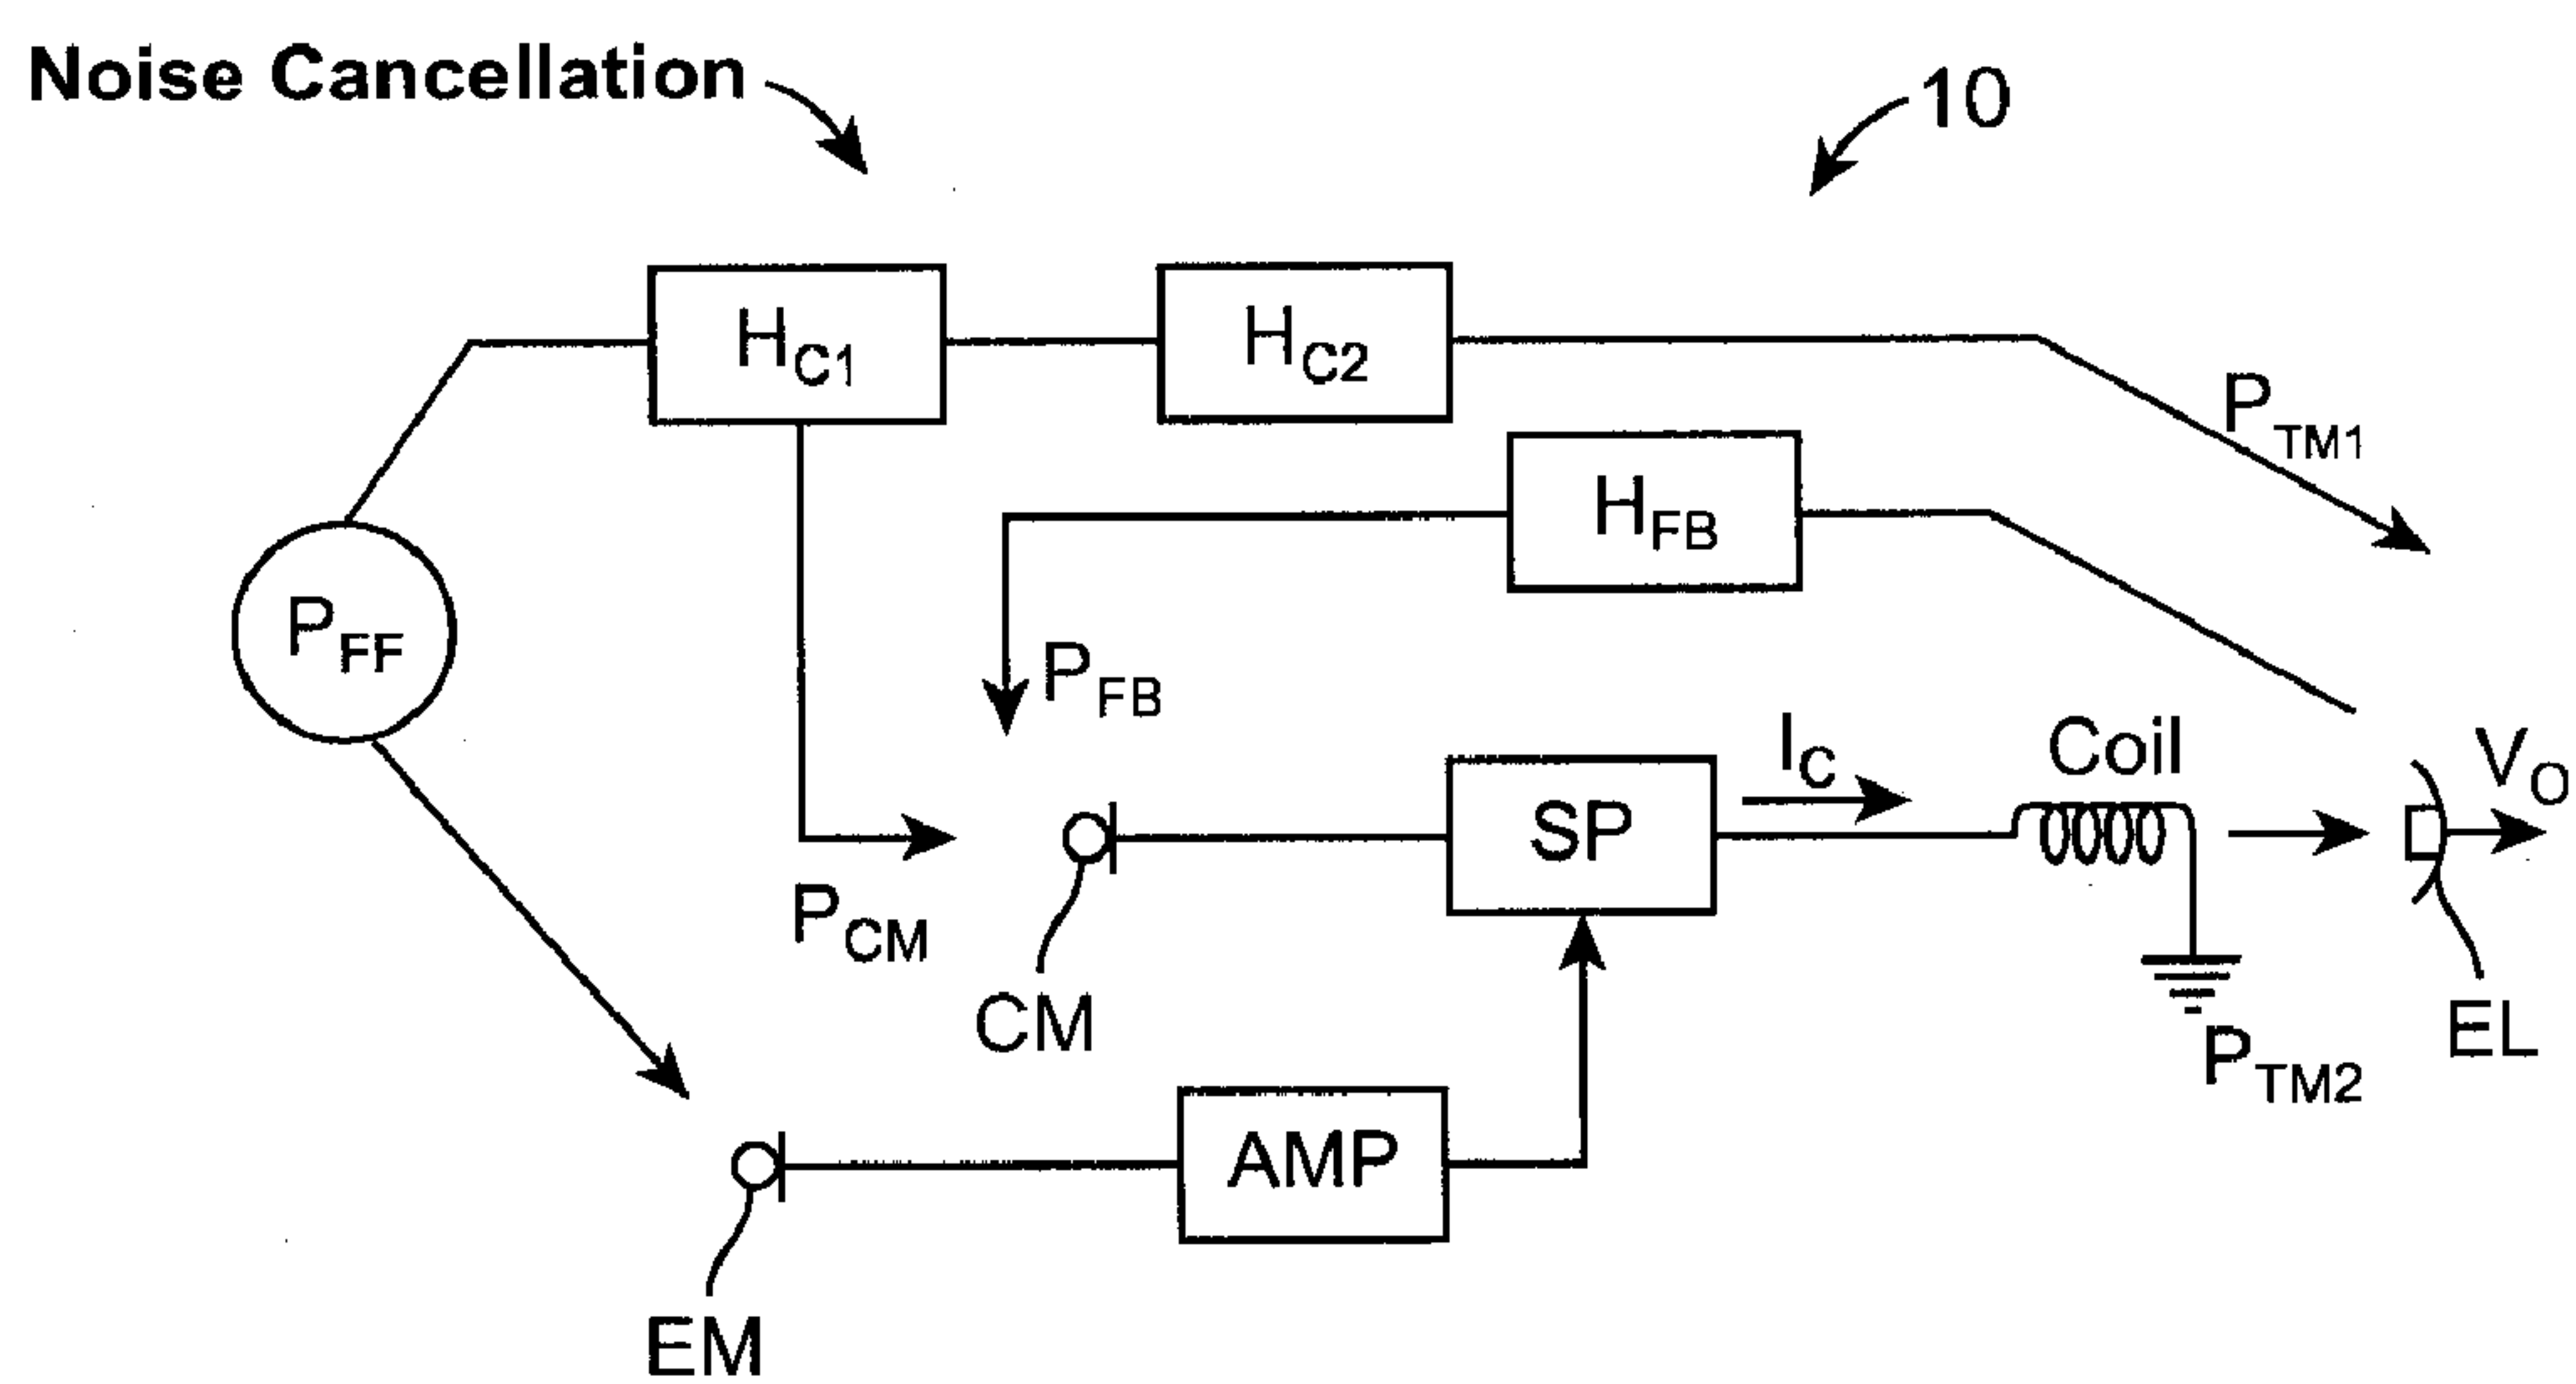 Noise Cancellation
10
H_C1
H_C2
P_TM1
H_FB
P_FF
P_FB
I_C
Coil
V_O
SP
P_CM
CM
EL
P_TM2
AMP
EM